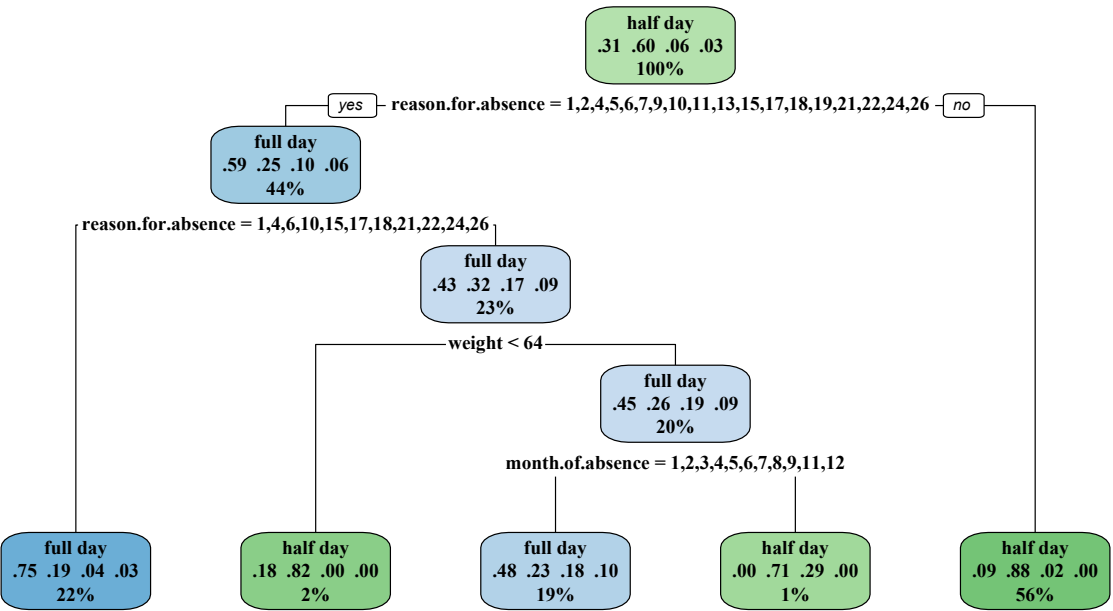 half day
.31 .60 .06 .03
100%
yes
reason.for.absence = 1,2,4,5,6,7,9,10,11,13,15,17,18,19,21,22,24,26
no
full day
.59 .25 .10 .06
44%
reason.for.absence = 1,4,6,10,15,17,18,21,22,24,26
full day
.43 .32 .17 .09
23%
weight < 64
full day
.45 .26 .19 .09
20%
month.of.absence = 1,2,3,4,5,6,7,8,9,11,12
full day
.75 .19 .04 .03
22%
half day
.18 .82 .00 .00
2%
full day
.48 .23 .18 .10
19%
half day
.00 .71 .29 .00
1%
half day
.09 .88 .02 .00
56%